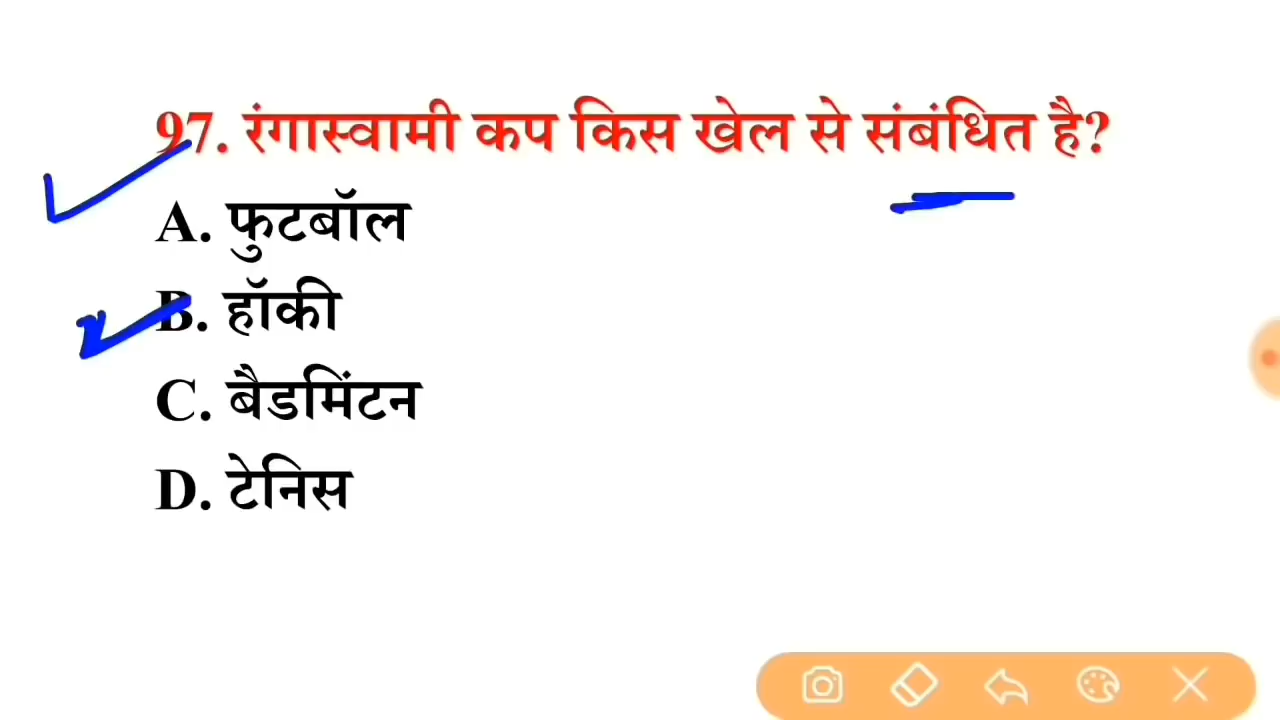 97. रंगास्वामी कप किस खेल से संबंधित है?
A. फुटबॉल
B. हॉकी
C. बैडमिंटन
D. टेनिस